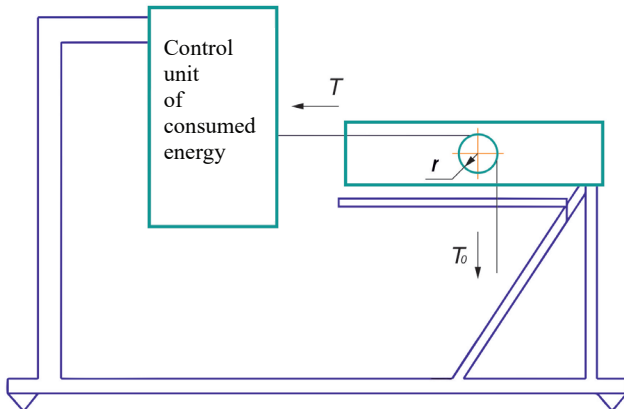 Control
unit
of
consumed
energy
T
r
T₀